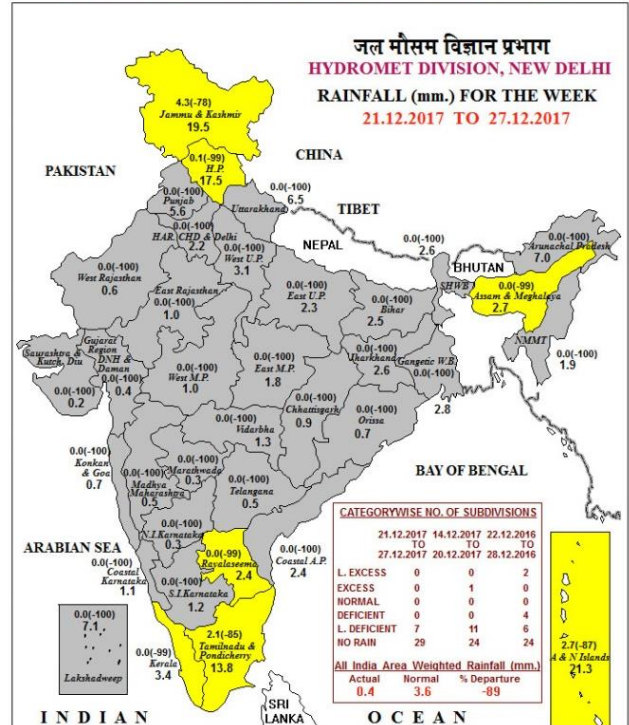 जल मौसम विज्ञान प्रभाग
HYDROMET DIVISION, NEW DELHI
RAINFALL (mm.) FOR THE WEEK
21.12.2017 TO 27.12.2017
4.3(-78)
Jammu & Kashmir
19.5
CHINA
0.1(-99)
H.P.
17.5
PAKISTAN
0.0(-100)
Punjab
5.6
0.0(-100)
6.5
Uttarakhand
TIBET
0.0(-100)
HAR. CHD & Delhi
2.2
NEPAL
0.0(-100)
West U.P.
3.1
0.0(-100)
2.6
0.0(-100)
Arunachal Pradesh
7.0
BHUTAN
SHWB
0.0(-99)
Assam & Meghalaya
2.7
NMMT
0.0(-100)
1.9
0.0(-100)
West Rajasthan
0.6
East Rajasthan
0.0(-100)
1.0
0.0(-100)
East U.P.
2.3
0.0(-100)
Bihar
2.5
0.0(-100)
Jharkhand
2.6
Gangetic W.B.
0.0(-100)
2.8
Saurashtra &
Kutch, Diu
0.0(-100)
0.2
Gujarat
Region
DNH &
Daman
0.0(-100)
0.4
0.0(-100)
West M.P.
1.0
0.0(-100)
East M.P.
1.8
0.0(-100)
Chhattisgarh
0.9
0.0(-100)
Orissa
0.7
0.0(-100)
Vidarbha
1.3
0.0(-100)
Konkan
& Goa
0.7
0.0(-100)
Madhya
Maharashtra
0.5
0.0(-100)
Marathwada
0.3
0.0(-100)
Telangana
0.5
BAY OF BENGAL
ARABIAN SEA
0.0(-100)
N.I.Karnataka
0.3
0.0(-99)
Rayalaseema
2.4
0.0(-100)
Coastal A.P.
2.4
0.0(-100)
Coastal
Karnataka
1.1
0.0(-100)
S.I.Karnataka
1.2
0.0(-100)
7.1
Lakshadweep
0.0(-99)
Kerala
3.4
2.1(-85)
Tamilnadu &
Pondicherry
13.8
2.7(-87)
A & N Islands
21.3
CATEGORYWISE NO. OF SUBDIVISIONS
21.12.2017 14.12.2017 22.12.2016
TO TO TO
27.12.2017 20.12.2017 28.12.2016
L. EXCESS 0 0 2
EXCESS 0 1 0
NORMAL 0 0 0
DEFICIENT 0 0 4
L. DEFICIENT 7 11 6
NO RAIN 29 24 24
All India Area Weighted Rainfall (mm.)
Actual Normal % Departure
0.4 3.6 -89
SRI
LANKA
INDIAN OCEAN